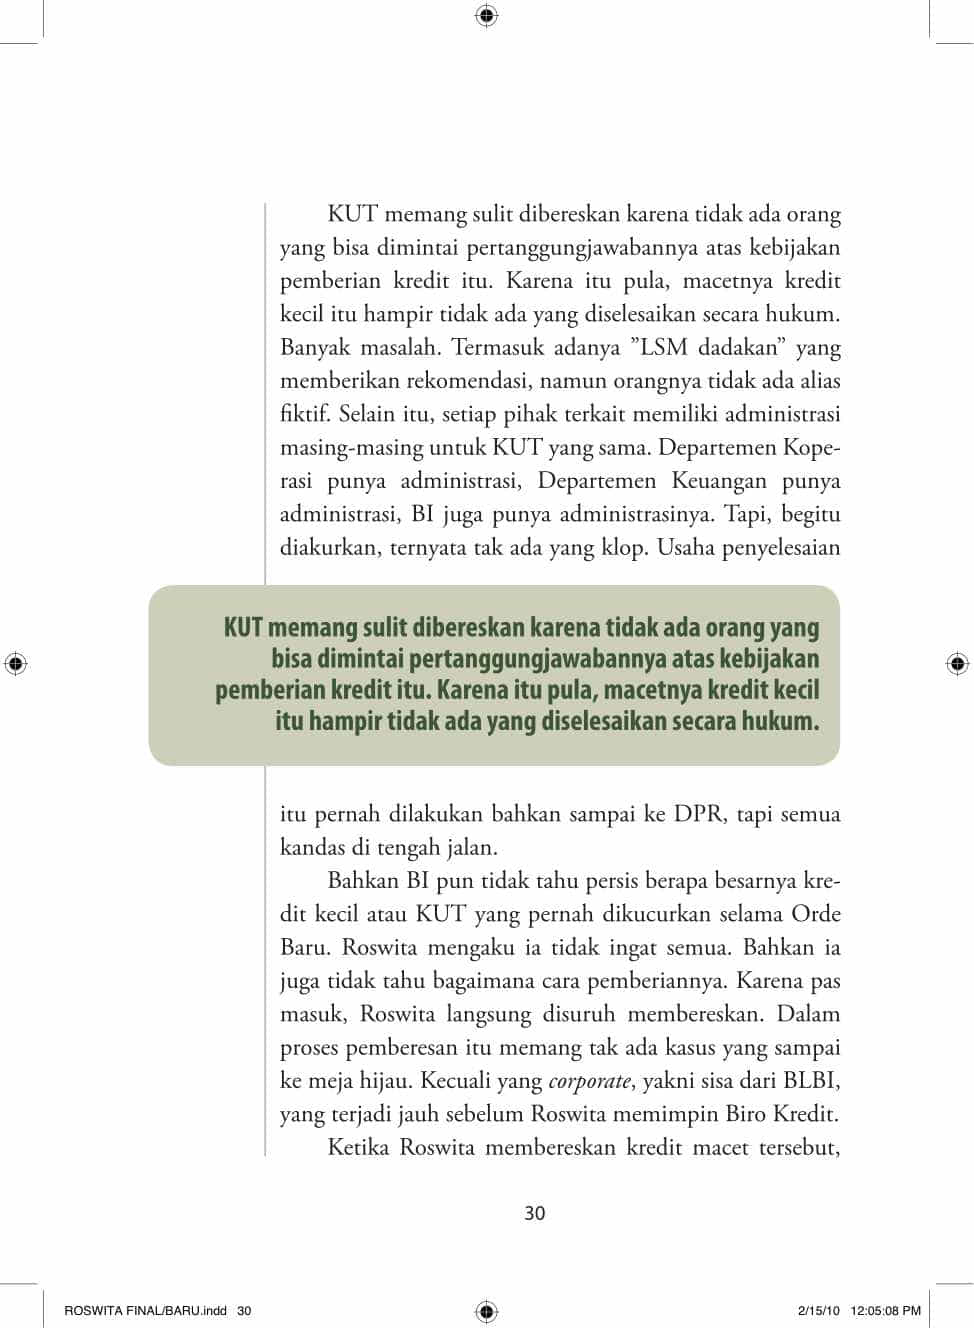 KUT memang sulit dibereskan karena tidak ada orang
yang bisa dimintai pertanggungjawabannya atas kebijakan
pemberian kredit itu. Karena itu pula, macetnya kredit
kecil itu hampir tidak ada yang diselesaikan secara hukum.
Banyak masalah. Termasuk adanya ”LSM dadakan” yang
memberikan rekomendasi, namun orangnya tidak ada alias
fiktif. Selain itu, setiap pihak terkait memiliki administrasi
masing-masing untuk KUT yang sama. Departemen Kope-
rasi punya administrasi, Departemen Keuangan punya
administrasi, BI juga punya administrasinya. Tapi, begitu
diakurkan, ternyata tak ada yang klop. Usaha penyelesaian
KUT memang sulit dibereskan karena tidak ada orang yang
bisa dimintai pertanggungjawabannya atas kebijakan
pemberian kredit itu. Karena itu pula, macetnya kredit kecil
itu hampir tidak ada yang diselesaikan secara hukum.
itu pernah dilakukan bahkan sampai ke DPR, tapi semua
kandas di tengah jalan.
Bahkan BI pun tidak tahu persis berapa besarnya kre-
dit kecil atau KUT yang pernah dikucurkan selama Orde
Baru. Roswita mengaku ia tidak ingat semua. Bahkan ia
juga tidak tahu bagaimana cara pemberiannya. Karena pas
masuk, Roswita langsung disuruh membereskan. Dalam
proses pemberesan itu memang tak ada kasus yang sampai
ke meja hijau. Kecuali yang corporate, yakni sisa dari BLBI,
yang terjadi jauh sebelum Roswita memimpin Biro Kredit.
Ketika Roswita membereskan kredit macet tersebut,
30
ROSWITA FINAL/BARU.indd 30
2/15/10 12:05:08 PM